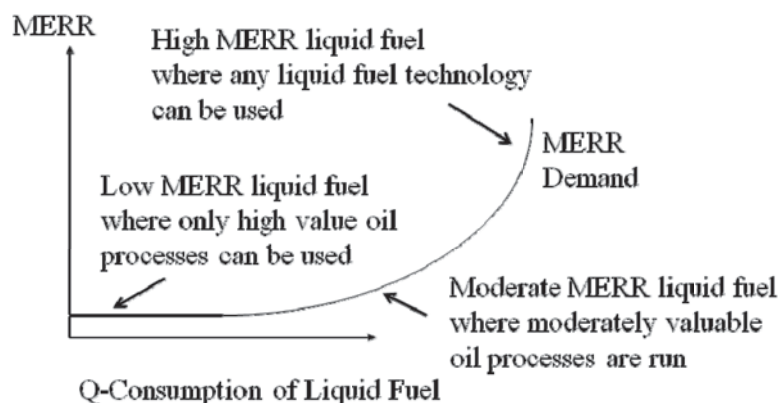 MERR
High MERR liquid fuel
where any liquid fuel technology
can be used
MERR
Demand
Low MERR liquid fuel
where only high value oil
processes can be used
Moderate MERR liquid fuel
where moderately valuable
oil processes are run
Q-Consumption of Liquid Fuel